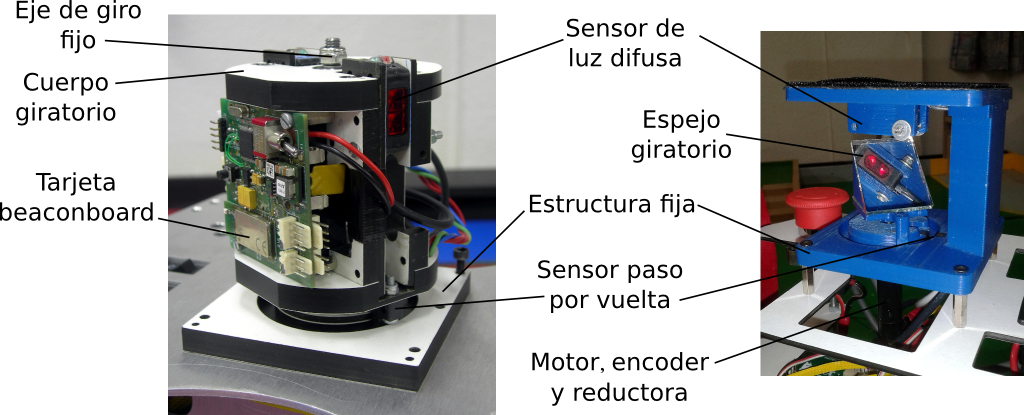 Eje de giro
fijo
Cuerpo
giratorio
Tarjeta
beaconboard
Sensor de
luz difusa
Espejo
giratorio
Estructura fija
Sensor paso
por vuelta
Motor, encoder
y reductora